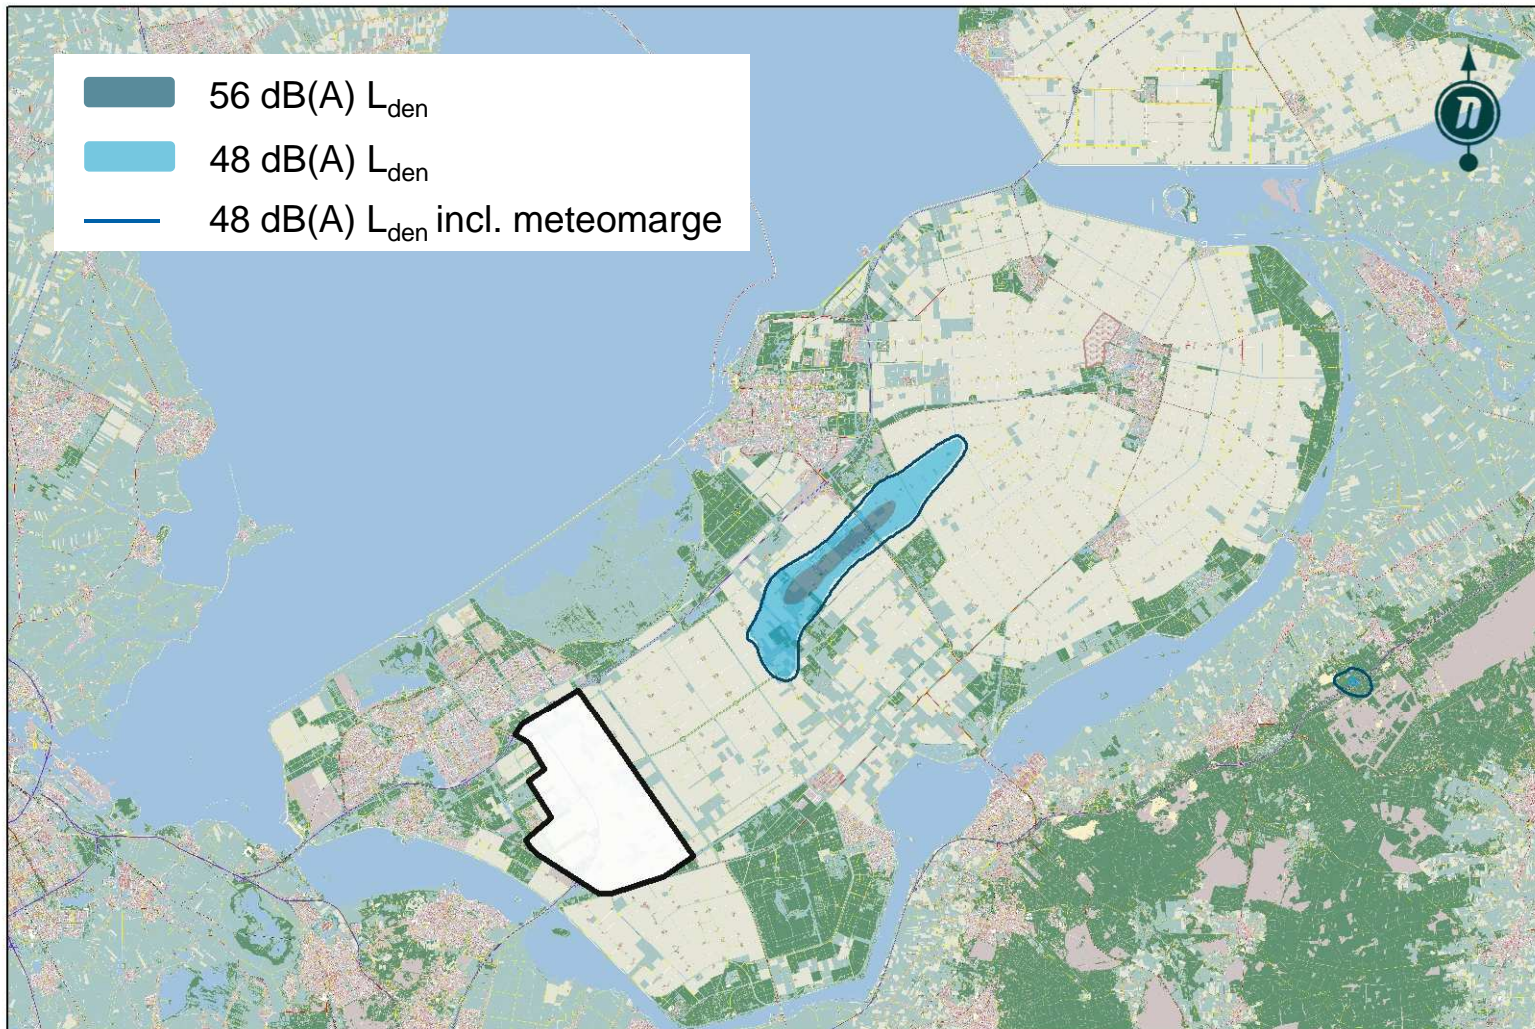 56 dB(A) Lden
48 dB(A) Lden
48 dB(A) Lden incl. meteomarge
n